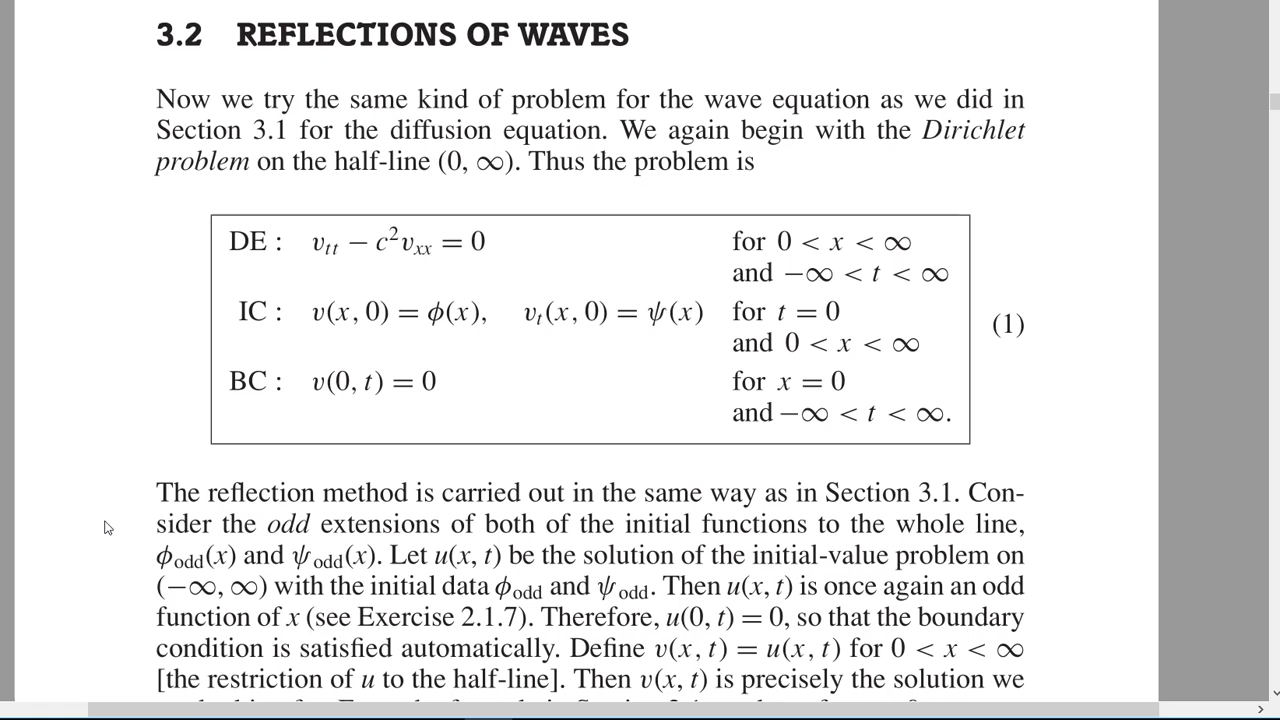 3.2 REFLECTIONS OF WAVES
Now we try the same kind of problem for the wave equation as we did in
Section 3.1 for the diffusion equation. We again begin with the Dirichlet
problem on the half-line (0, ∞). Thus the problem is
DE : v_tt − c²v_xx = 0 for 0 < x < ∞
and −∞ < t < ∞
IC : v(x, 0) = ϕ(x), v_t(x, 0) = ψ(x) for t = 0
and 0 < x < ∞
(1)
BC : v(0, t) = 0 for x = 0
and −∞ < t < ∞.
The reflection method is carried out in the same way as in Section 3.1. Con-
sider the odd extensions of both of the initial functions to the whole line,
ϕ_odd(x) and ψ_odd(x). Let u(x, t) be the solution of the initial-value problem on
(−∞, ∞) with the initial data ϕ_odd and ψ_odd. Then u(x, t) is once again an odd
function of x (see Exercise 2.1.7). Therefore, u(0, t) = 0, so that the boundary
condition is satisfied automatically. Define v(x, t) = u(x, t) for 0 < x < ∞
[the restriction of u to the half-line]. Then v(x, t) is precisely the solution we